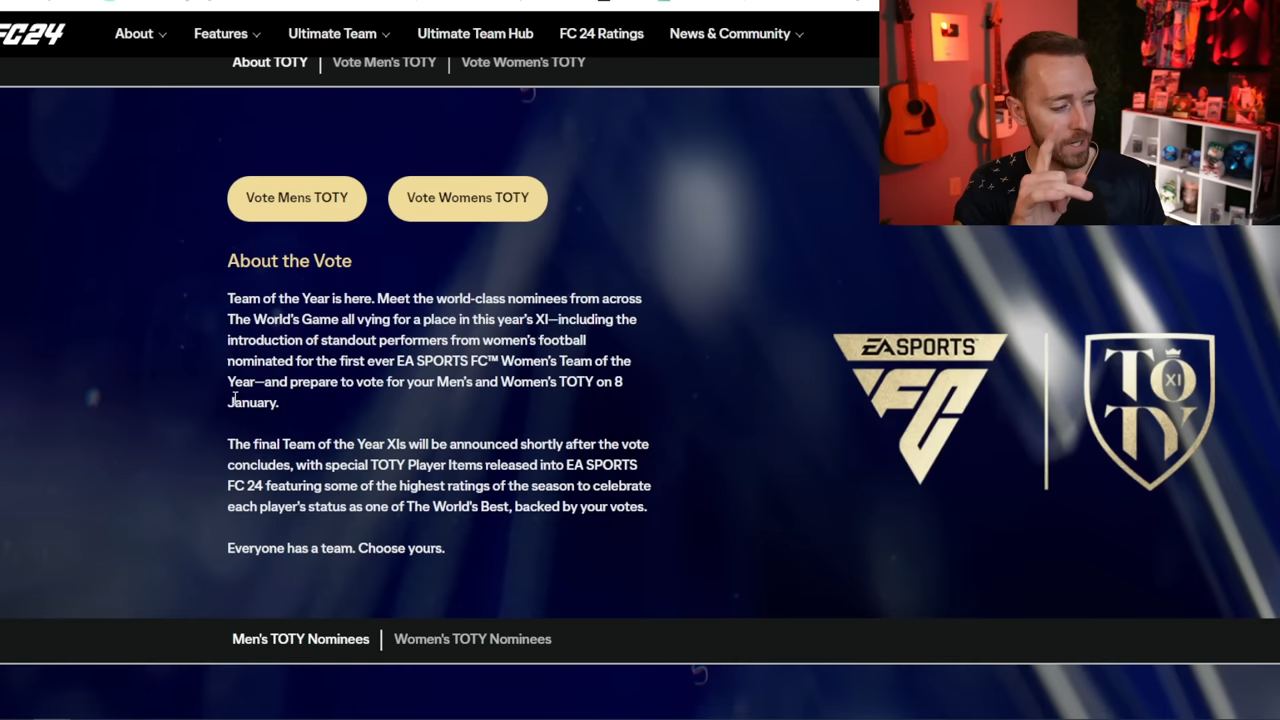 FC24
About
Features
Ultimate Team
Ultimate Team Hub
FC 24 Ratings
News & Community
About TOTY
Vote Men's TOTY
Vote Women's TOTY
Vote Mens TOTY
Vote Womens TOTY
About the Vote
Team of the Year is here. Meet the world-class nominees from across
The World's Game all vying for a place in this year's XI—including the
introduction of standout performers from women's football
nominated for the first ever EA SPORTS FC™ Women's Team of the
Year—and prepare to vote for your Men's and Women's TOTY on 8
January.
The final Team of the Year XIs will be announced shortly after the vote
concludes, with special TOTY Player Items released into EA SPORTS
FC 24 featuring some of the highest ratings of the season to celebrate
each player's status as one of The World's Best, backed by your votes.
Everyone has a team. Choose yours.
EA SPORTS
FC
TO
XI
TY
Men's TOTY Nominees
Women's TOTY Nominees